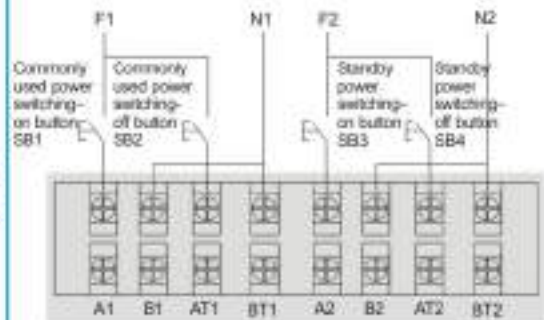 F1 N1 F2 N2
Commonly
used power
switching-
on button
SB1
Commonly
used power
switching-
off button
SB2
Standby
power
switching-
on button
SB3
Standby
power
switching-
off button
SB4
A1 B1 AT1 BT1 A2 B2 AT2 BT2